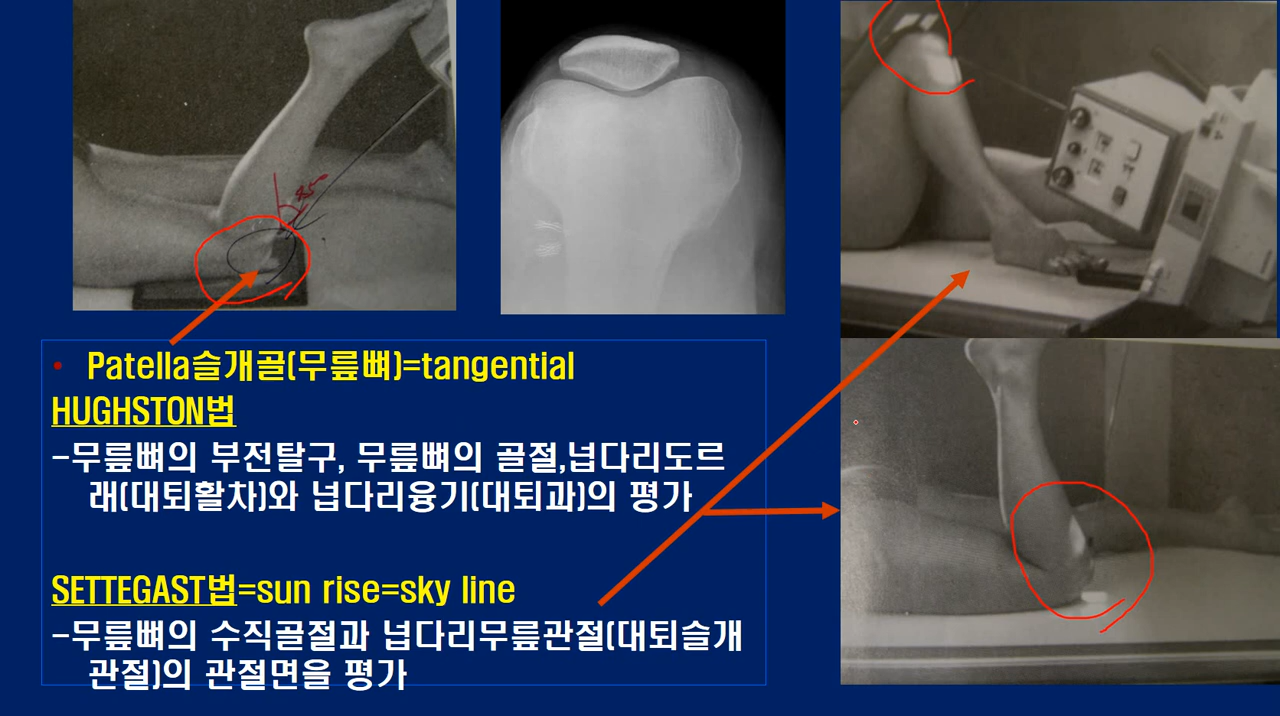 45°
• Patella슬개골(무릎뼈)=tangential
HUGHSTON법
-무릎뼈의 부전탈구, 무릎뼈의 골절,넙다리도르
래(대퇴활차)와 넙다리융기(대퇴과)의 평가
SETTEGAST법=sun rise=sky line
-무릎뼈의 수직골절과 넙다리무릎관절(대퇴슬개
관절)의 관절면을 평가